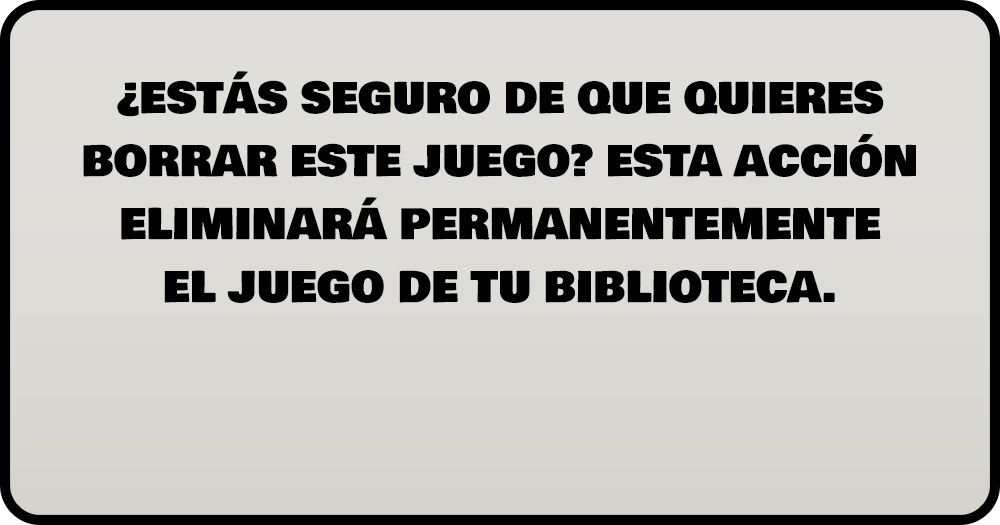 ¿ESTÁS SEGURO DE QUE QUIERES
BORRAR ESTE JUEGO? ESTA ACCIÓN
ELIMINARÁ PERMANENTEMENTE
EL JUEGO DE TU BIBLIOTECA.